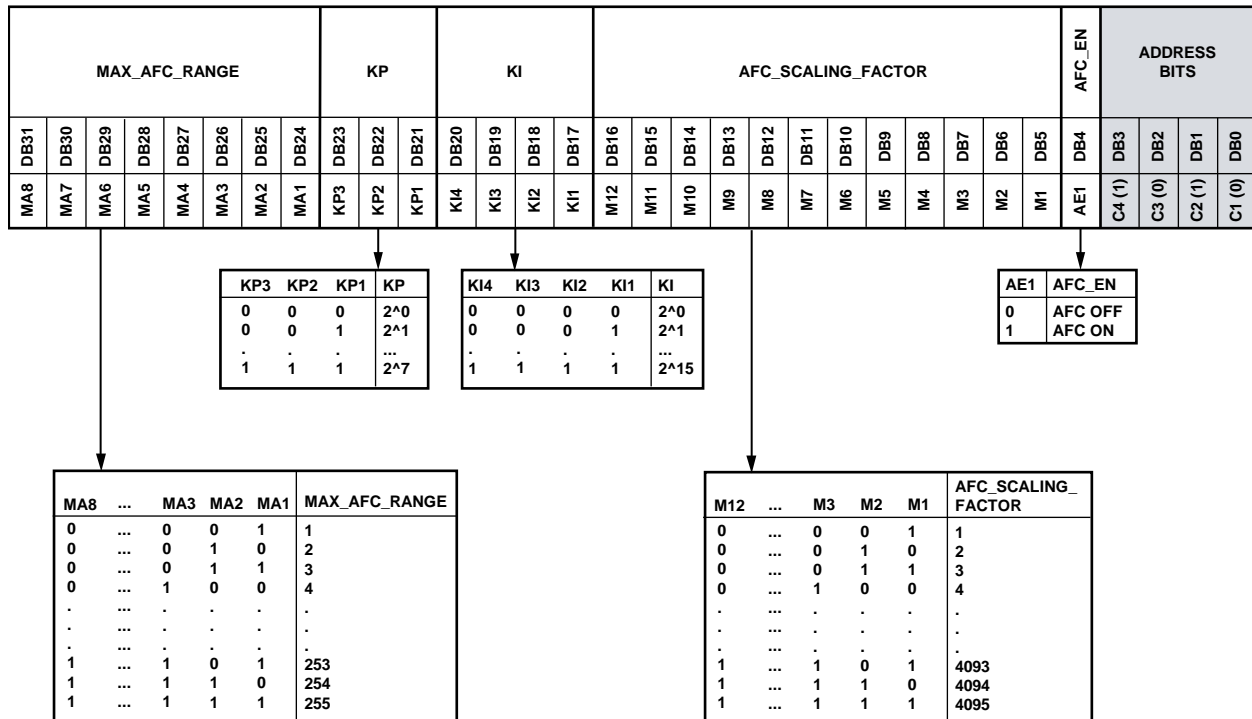 MAX_AFC_RANGE KP KI AFC_SCALING_FACTOR AFC_EN ADDRESS
BITS
DB31 DB30 DB29 DB28 DB27 DB26 DB25 DB24 DB23 DB22 DB21 DB20 DB19 DB18 DB17 DB16 DB15 DB14 DB13 DB12 DB11 DB10 DB9 DB8 DB7 DB6 DB5 DB4 DB3 DB2 DB1 DB0
MA8 MA7 MA6 MA5 MA4 MA3 MA2 MA1 KP3 KP2 KP1 KI4 KI3 KI2 KI1 M12 M11 M10 M9 M8 M7 M6 M5 M4 M3 M2 M1 AE1 C4 (1) C3 (0) C2 (1) C1 (0)
KP3 KP2 KP1 KP
0 0 0 2^0
0 0 1 2^1
. . . ...
1 1 1 2^7
KI4 KI3 KI2 KI1 KI
0 0 0 0 2^0
0 0 0 1 2^1
. . . . ...
1 1 1 1 2^15
AE1 AFC_EN
0 AFC OFF
1 AFC ON
MA8 ... MA3 MA2 MA1 MAX_AFC_RANGE
0 ... 0 0 1 1
0 ... 0 1 0 2
0 ... 0 1 1 3
0 ... 1 0 0 4
. ... . . . .
. ... . . . .
. ... . . . .
1 ... 1 0 1 253
1 ... 1 1 0 254
1 ... 1 1 1 255
M12 ... M3 M2 M1 AFC_SCALING_
FACTOR
0 ... 0 0 1 1
0 ... 0 1 0 2
0 ... 0 1 1 3
0 ... 1 0 0 4
. ... . . . .
. ... . . . .
. ... . . . .
1 ... 1 0 1 4093
1 ... 1 1 0 4094
1 ... 1 1 1 4095